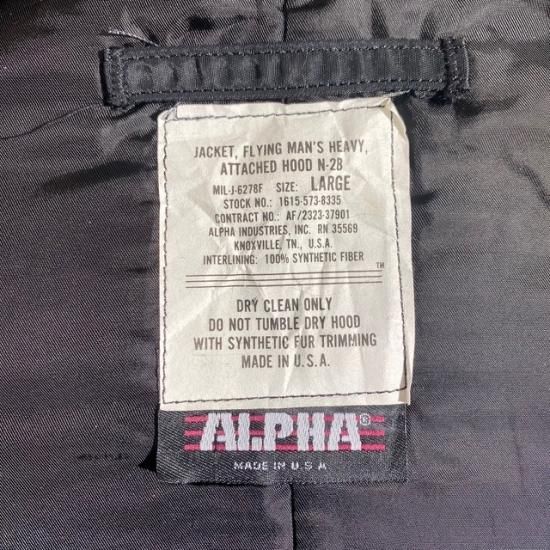 JACKET, FLYING MAN'S HEAVY,
ATTACHED HOOD N-2B
MIL-J-6278F SIZE: LARGE
STOCK NO.: 1615-573-8335
CONTRACT NO.: AF/2323-37901
ALPHA INDUSTRIES, INC. RN 35569
KNOXVILLE, TN., U.S.A.
INTERLINING: 100% SYNTHETIC FIBER
TM
DRY CLEAN ONLY
DO NOT TUMBLE DRY HOOD
WITH SYNTHETIC FUR TRIMMING
MADE IN U.S.A.
ALPHA®
MADE IN U.S.A